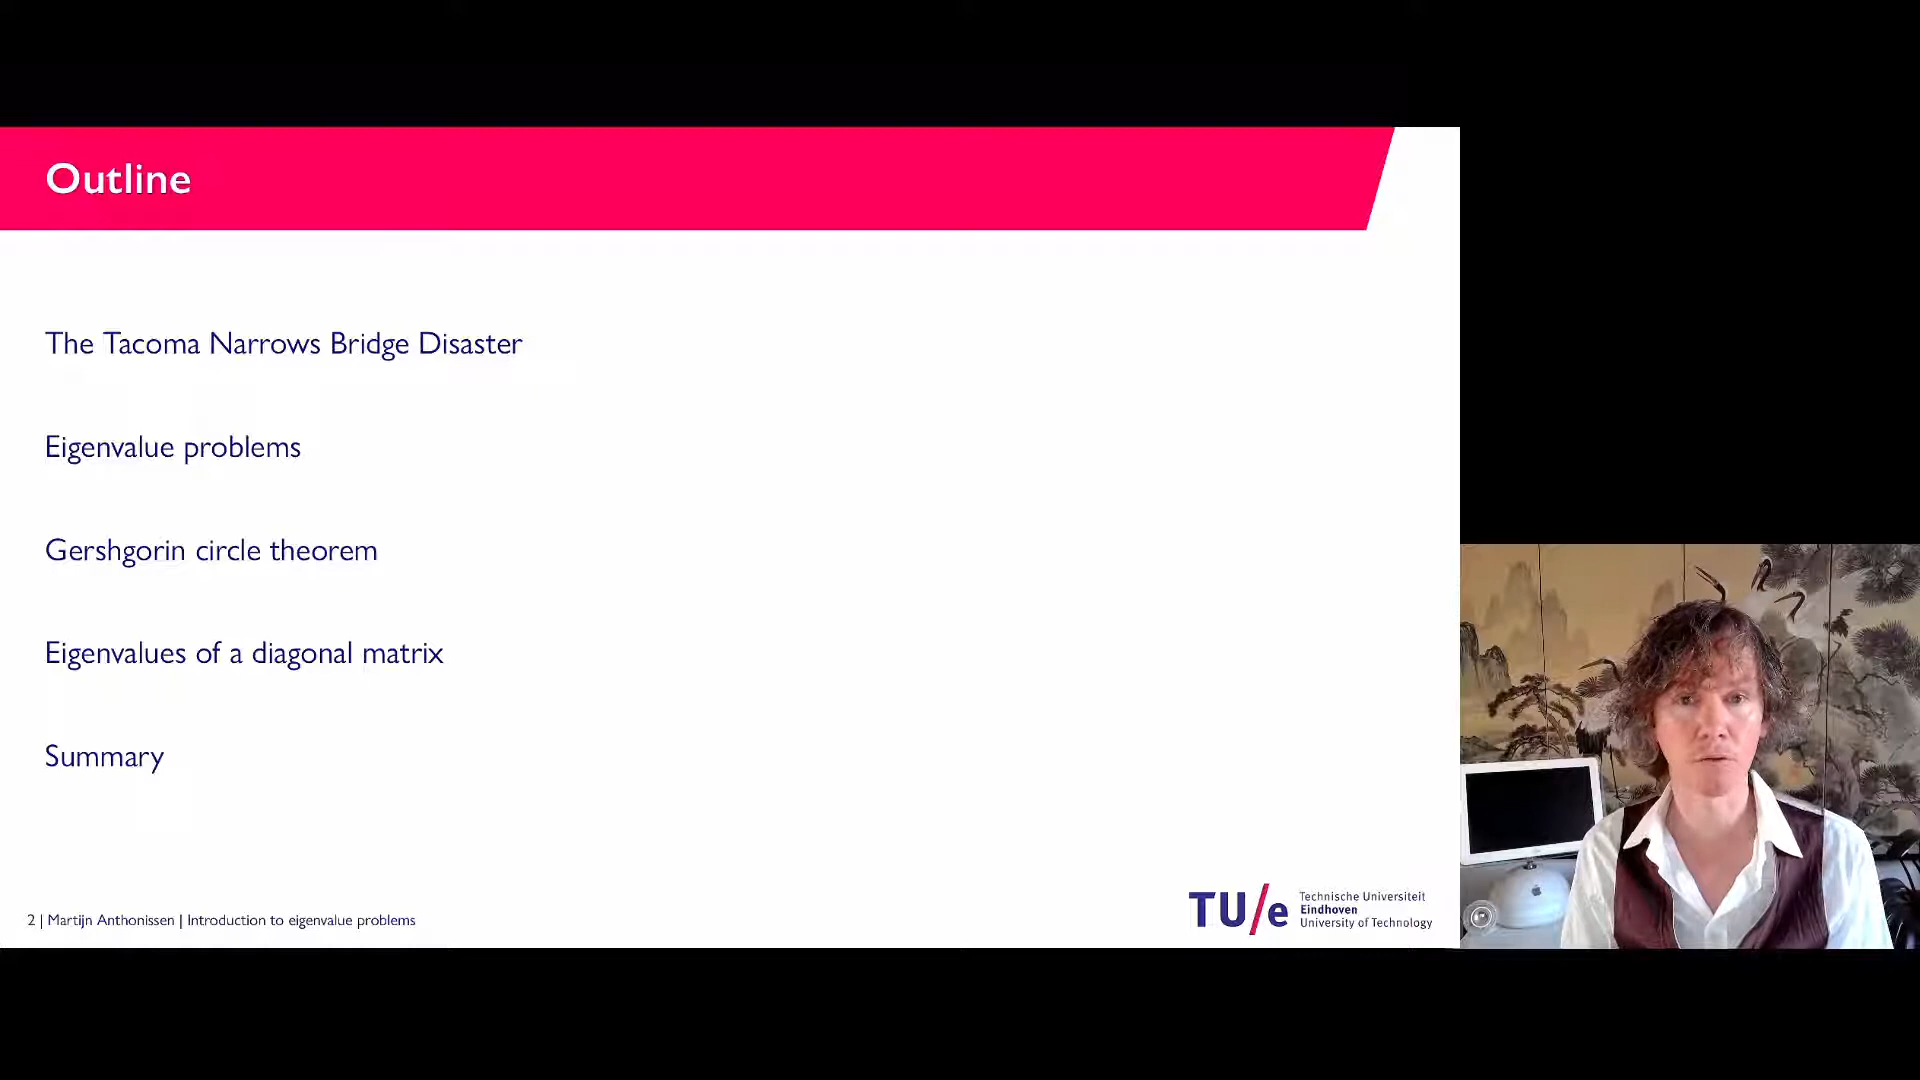 Outline
The Tacoma Narrows Bridge Disaster
Eigenvalue problems
Gershgorin circle theorem
Eigenvalues of a diagonal matrix
Summary
2 | Martijn Anthonissen | Introduction to eigenvalue problems
TU/e
Technische Universiteit
Eindhoven
University of Technology